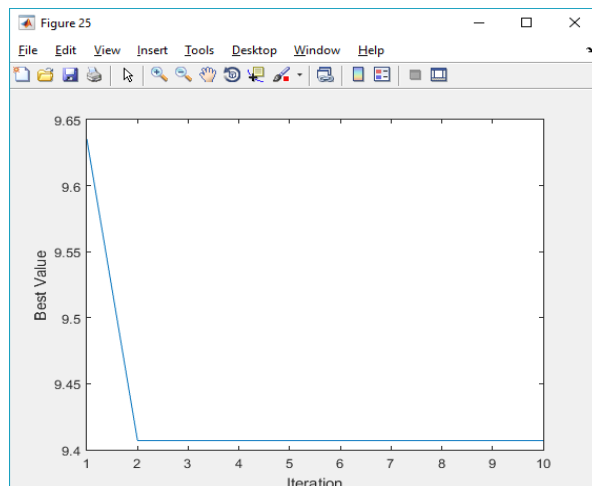 Figure 25
File Edit View Insert Tools Desktop Window Help
9.65
9.6
9.55
9.5
9.45
9.4
Best Value
1 2 3 4 5 6 7 8 9 10
Iteration